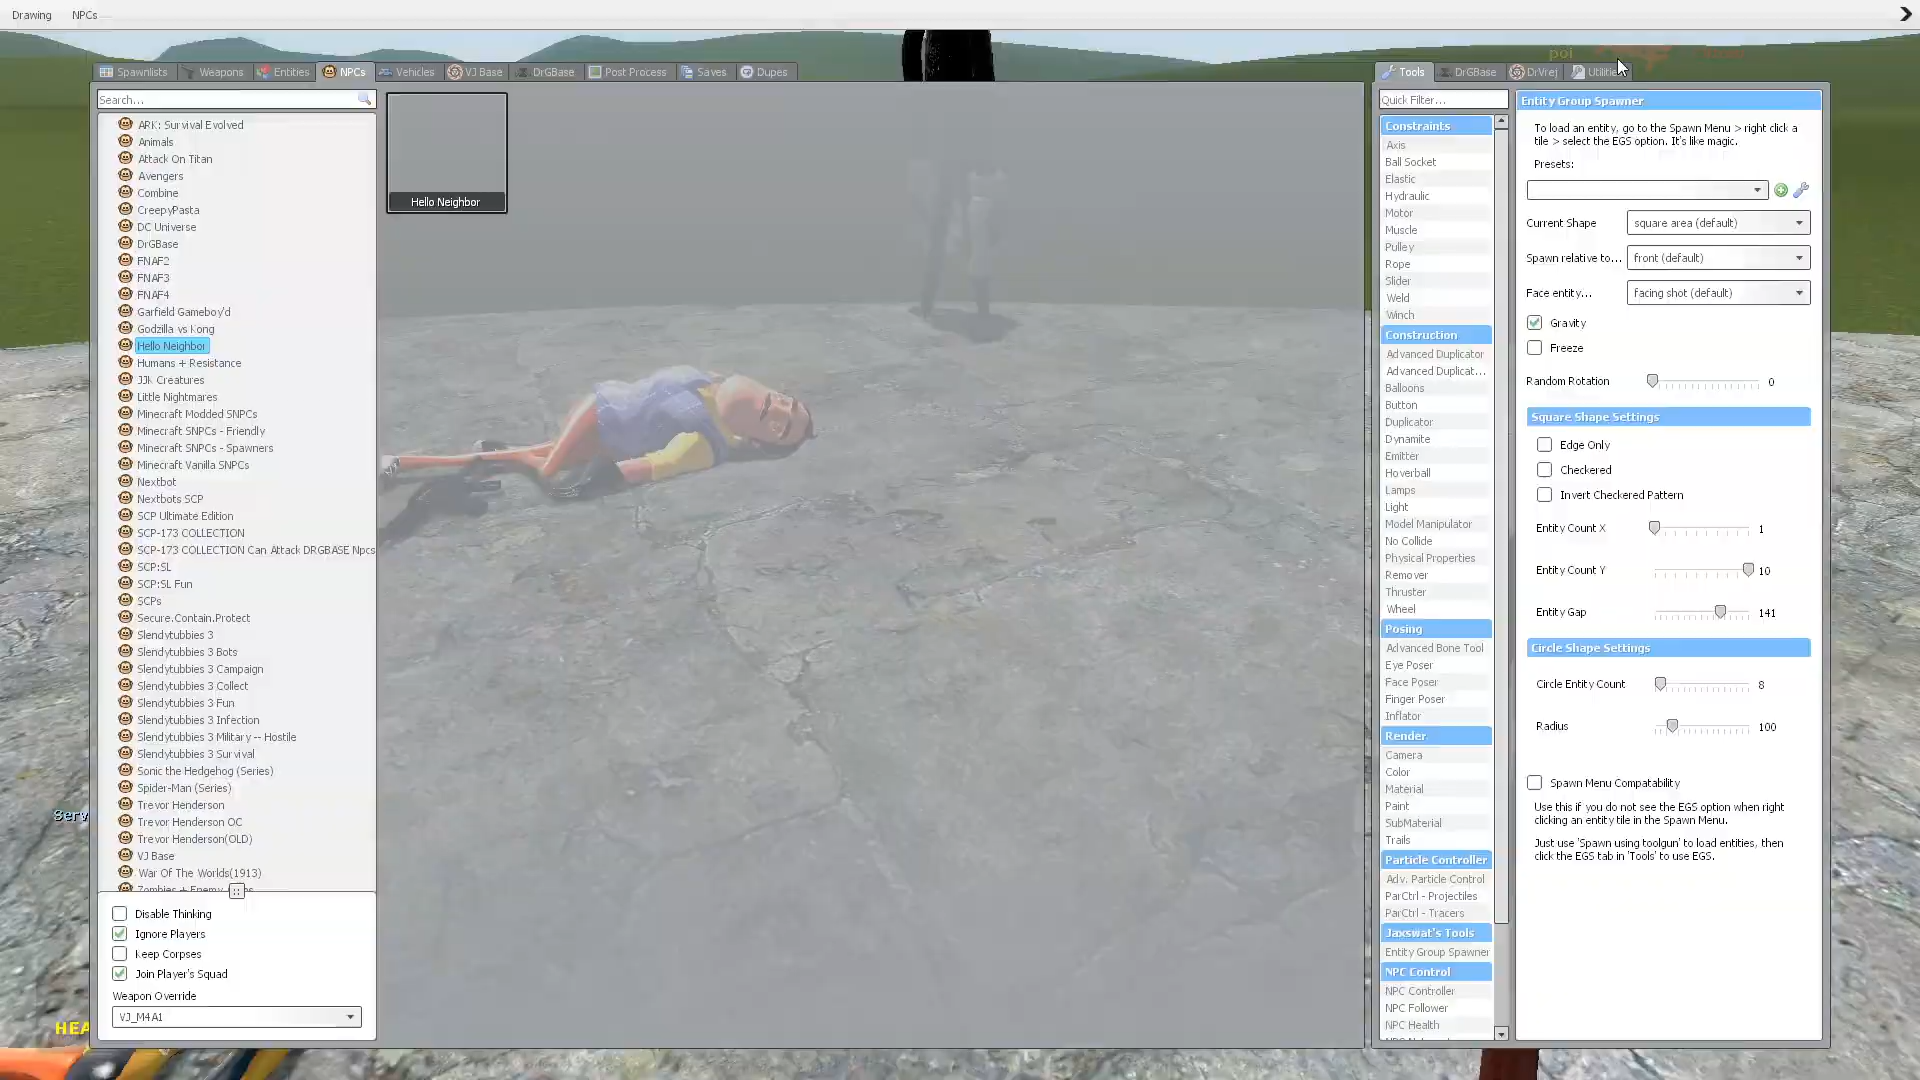 Drawing NPCs
Spawnlists Weapons Entities NPCs Vehicles VJ Base DrGBase Post Process Saves Dupes
Search...
ARK: Survival Evolved
Animals
Attack On Titan
Avengers
Combine
CreepyPasta
DC Universe
DrGBase
FNAF2
FNAF3
FNAF4
Garfield Gameboy'd
Godzilla vs Kong
Hello Neighbor
Humans + Resistance
JJK Creatures
Little Nightmares
Minecraft Modded SNPCs
Minecraft SNPCs - Friendly
Minecraft SNPCs - Spawners
Minecraft Vanilla SNPCs
Nextbot
Nextbots SCP
SCP Ultimate Edition
SCP-173 COLLECTION
SCP-173 COLLECTION Can Attack DRGBASE Npcs
SCP:SL
SCP:SL Fun
SCPs
Secure.Contain.Protect
Slendytubbies 3
Slendytubbies 3 Bots
Slendytubbies 3 Campaign
Slendytubbies 3 Collect
Slendytubbies 3 Fun
Slendytubbies 3 Infection
Slendytubbies 3 Military -- Hostile
Slendytubbies 3 Survival
Sonic the Hedgehog (Series)
Spider-Man (Series)
Trevor Henderson
Trevor Henderson OC
Trevor Henderson(OLD)
VJ Base
War Of The Worlds(1913)
Disable Thinking
Ignore Players
Keep Corpses
Join Player's Squad
Weapon Override
VJ_M4A1
Serv
HEA
Hello Neighbor
poi
Tools DrGBase DrVrej Utilities
Quick Filter...
Constraints
Axis
Ball Socket
Elastic
Hydraulic
Motor
Muscle
Pulley
Rope
Slider
Weld
Winch
Construction
Advanced Duplicator
Advanced Duplicat...
Balloons
Button
Duplicator
Dynamite
Emitter
Hoverball
Lamps
Light
Model Manipulator
No Collide
Physical Properties
Remover
Thruster
Wheel
Posing
Advanced Bone Tool
Eye Poser
Face Poser
Finger Poser
Inflator
Render
Camera
Color
Material
Paint
SubMaterial
Trails
Particle Controller
Adv. Particle Control
ParCtrl - Projectiles
ParCtrl - Tracers
Jaxswat's Tools
Entity Group Spawner
NPC Control
NPC Controller
NPC Follower
NPC Health
Entity Group Spawner
To load an entity, go to the Spawn Menu > right click a
tile > select the EGS option. It's like magic.
Presets:
Current Shape square area (default)
Spawn relative to... front (default)
Face entity... facing shot (default)
Gravity
Freeze
Random Rotation 0
Square Shape Settings
Edge Only
Checkered
Invert Checkered Pattern
Entity Count X 1
Entity Count Y 10
Entity Gap 141
Circle Shape Settings
Circle Entity Count 8
Radius 100
Spawn Menu Compatability
Use this if you do not see the EGS option when right
clicking an entity tile in the Spawn Menu.
Just use 'Spawn using toolgun' to load entities, then
click the EGS tab in 'Tools' to use EGS.